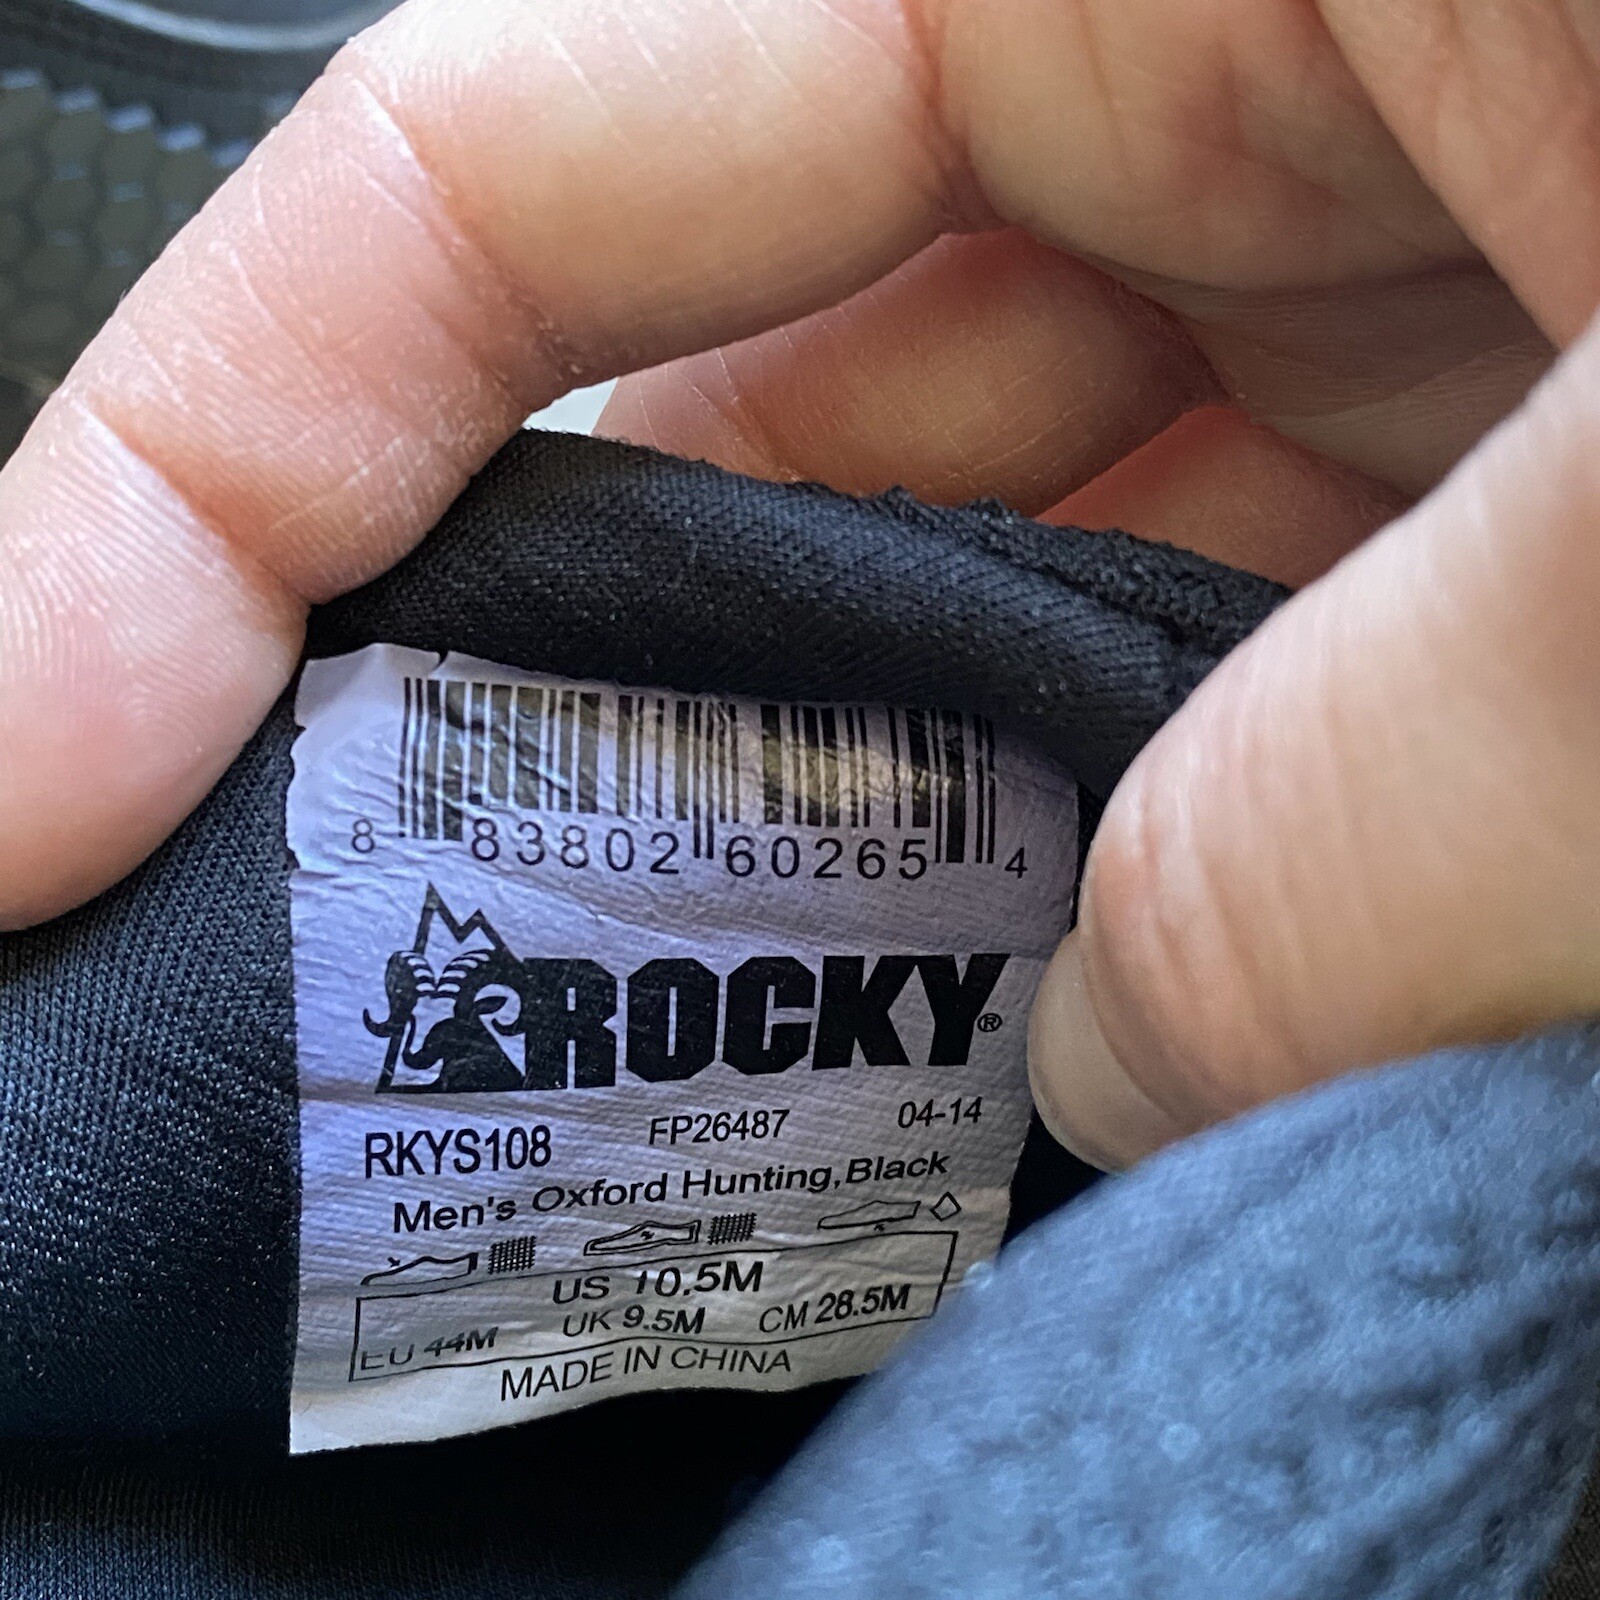 8 83802 60265 4
ROCKY®
RKYS108 FP26487 04-14
Men's Oxford Hunting,Black
US 10.5M
EU 44M UK 9.5M CM 28.5M
MADE IN CHINA